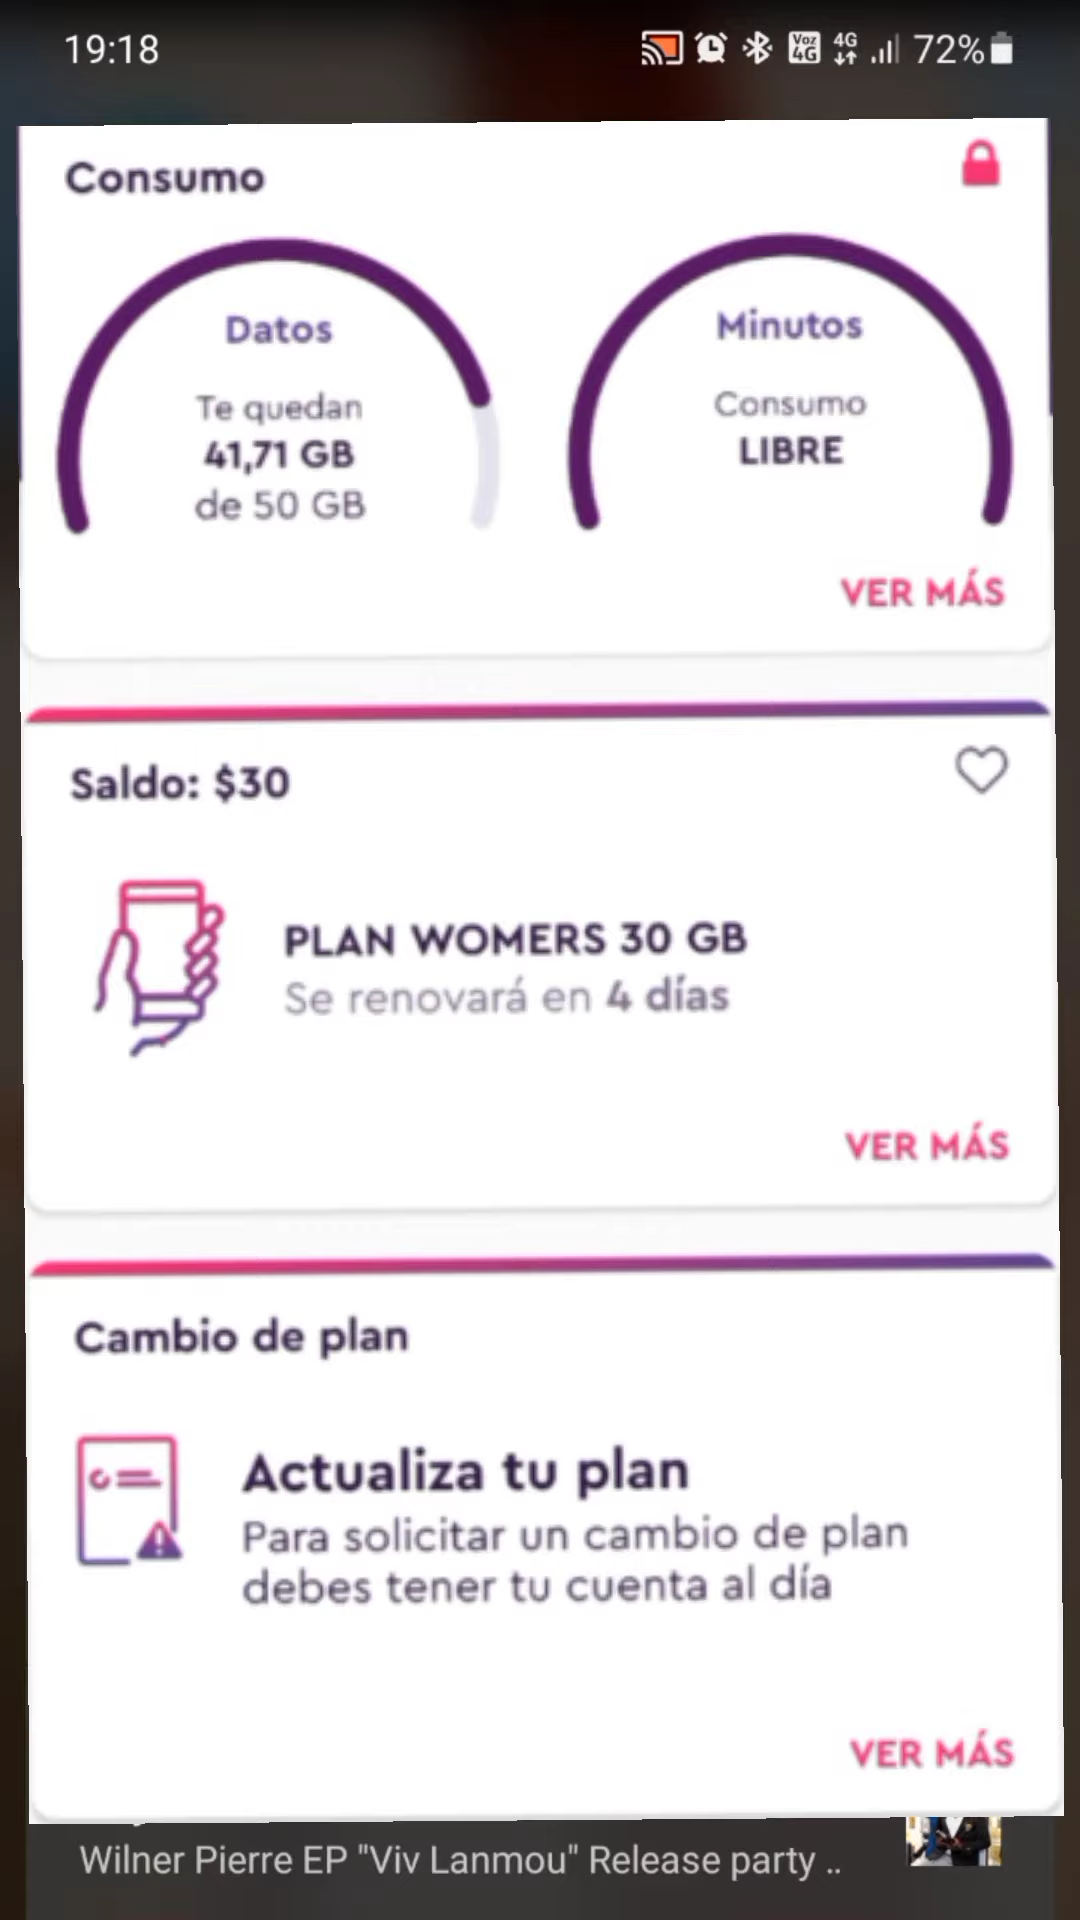 19:18
Voz 4G 4G 72%
Consumo
Datos
Te quedan
41,71 GB
de 50 GB
Minutos
Consumo
LIBRE
VER MÁS
Saldo: $30
PLAN WOMERS 30 GB
Se renovará en 4 días
VER MÁS
Cambio de plan
Actualiza tu plan
Para solicitar un cambio de plan
debes tener tu cuenta al día
VER MÁS
Wilner Pierre EP "Viv Lanmou" Release party ..